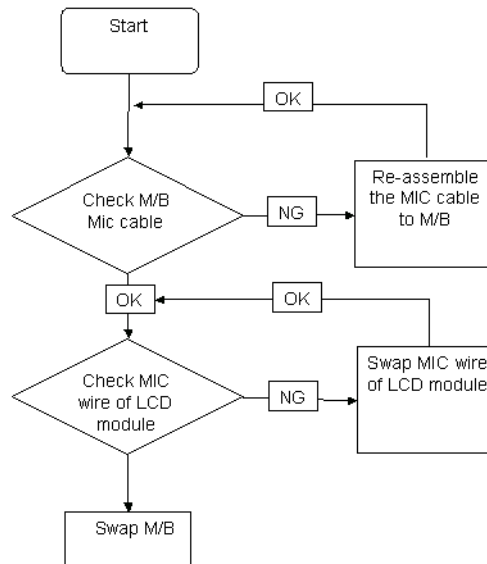 Start
OK
Check M/B
Mic cable
NG
Re-assemble
the MIC cable
to M/B
OK
OK
Check MIC
wire of LCD
module
NG
Swap MIC wire
of LCD module
Swap M/B